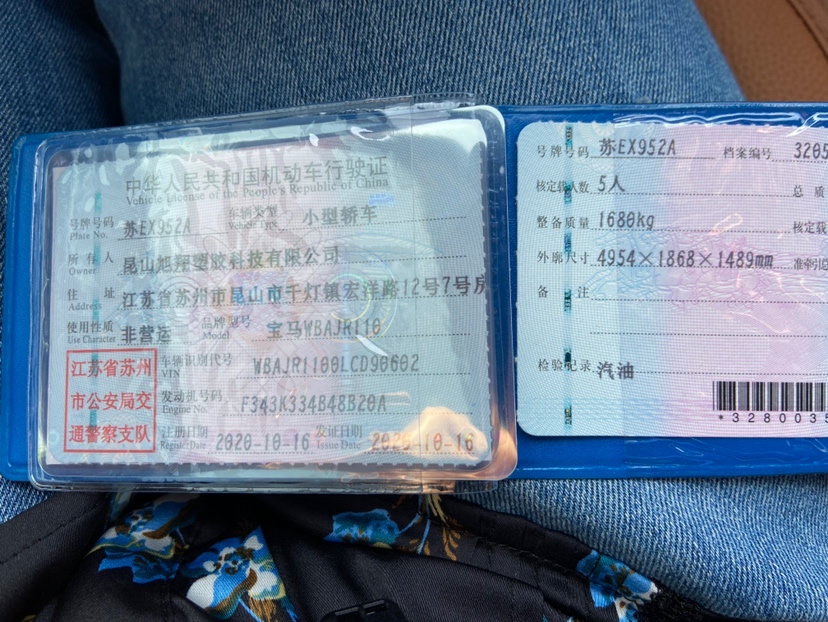 中华人民共和国机动车行驶证
Vehicle License of the People's Republic of China
号牌号码 苏EX952A 车辆类型 小型轿车
Plate No. Vehicle Type
所有人 昆山旭翔塑胶科技有限公司
Owner
住址 江苏省苏州市昆山市千灯镇宏洋路12号7号房
Address
使用性质 非营运 品牌型号 宝马WBAJR110
Use Character Model
江苏省苏州
市公安局交
通警察支队
车辆识别代号 WBAJR1100LCD90602
VIN
发动机号码 F343K334B48B20A
Engine No.
注册日期 2020-10-16 发证日期 2020-10-16
Register Date Issue Date
号牌号码 苏EX952A 档案编号 3205
核定载人数 5人 总质
整备质量 1680kg 核定载
外廓尺寸 4954×1868×1489mm 准牵引总
备注
检验记录 汽油
*3280035